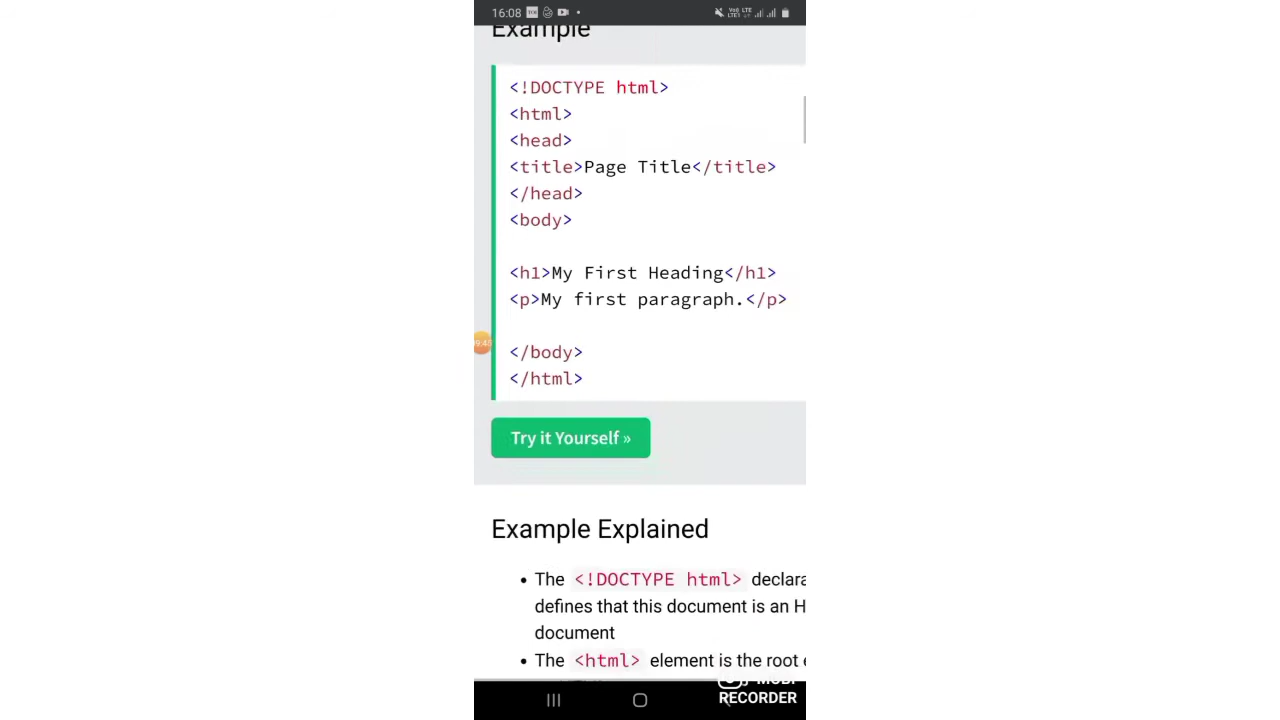 16:08
Example
<!DOCTYPE html>
<html>
<head>
<title>Page Title</title>
</head>
<body>
<h1>My First Heading</h1>
<p>My first paragraph.</p>
</body>
</html>
Try it Yourself »
Example Explained
• The <!DOCTYPE html> declara
defines that this document is an H
document
• The <html> element is the root e
RECORDER